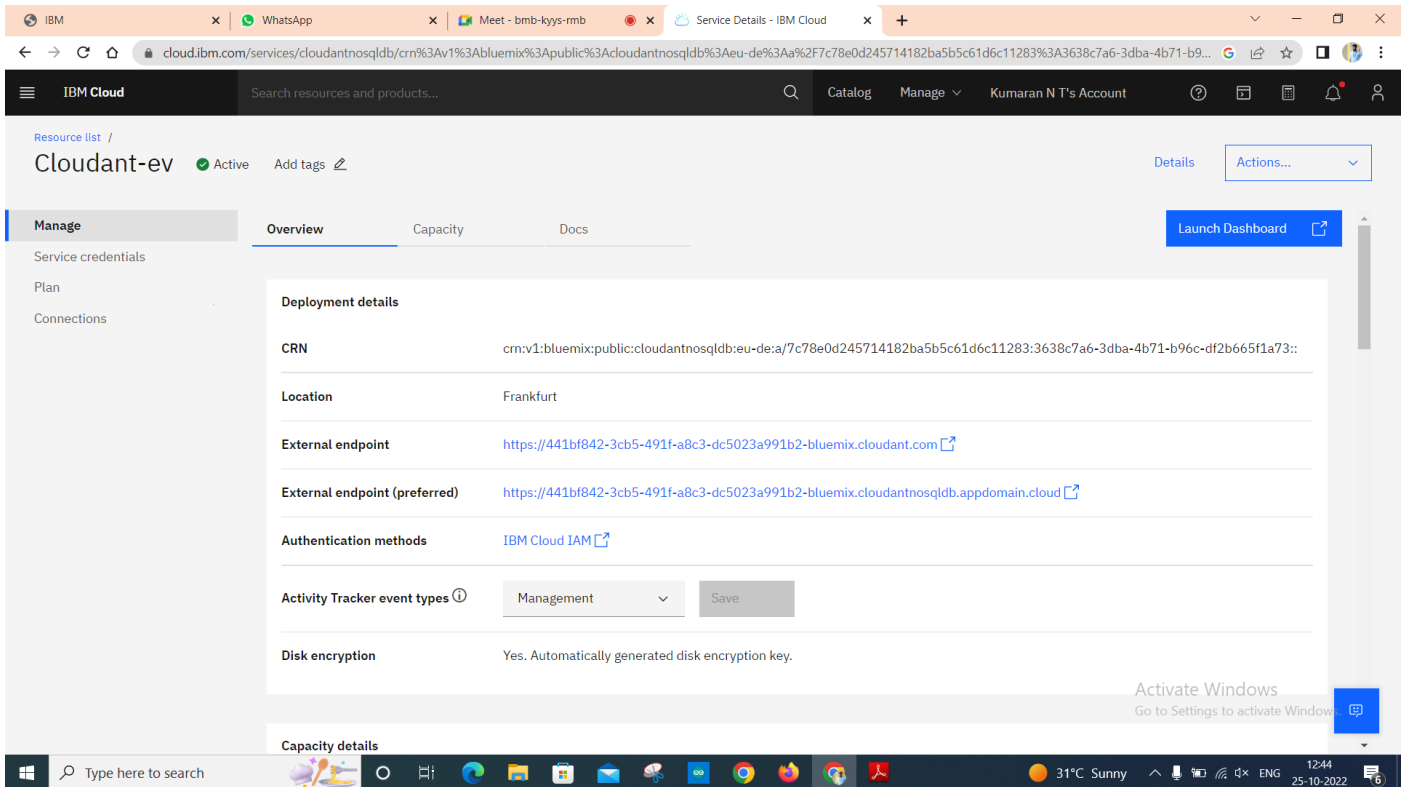 IBM
WhatsApp
Meet - bmb-kyys-rmb
Service Details - IBM Cloud
cloud.ibm.com/services/cloudantnosqldb/crn%3Av1%3Abluemix%3Apublic%3Acloudantnosqldb%3Aeu-de%3Aa%2F7c78e0d245714182ba5b5c61d6c11283%3A3638c7a6-3dba-4b71-b9...
IBM Cloud
Search resources and products...
Catalog
Manage
Kumaran N T's Account
Resource list /
Cloudant-ev
Active
Add tags
Details
Actions...
Manage
Service credentials
Plan
Connections
Overview
Capacity
Docs
Launch Dashboard
Deployment details
CRN crn:v1:bluemix:public:cloudantnosqldb:eu-de:a/7c78e0d245714182ba5b5c61d6c11283:3638c7a6-3dba-4b71-b96c-df2b665f1a73::
Location Frankfurt
External endpoint https://441bf842-3cb5-491f-a8c3-dc5023a991b2-bluemix.cloudant.com
External endpoint (preferred) https://441bf842-3cb5-491f-a8c3-dc5023a991b2-bluemix.cloudantnosqldb.appdomain.cloud
Authentication methods IBM Cloud IAM
Activity Tracker event types Management Save
Disk encryption Yes. Automatically generated disk encryption key.
Capacity details
Activate Windows
Go to Settings to activate Windows.
Type here to search
31°C Sunny
ENG
12:44
25-10-2022
6